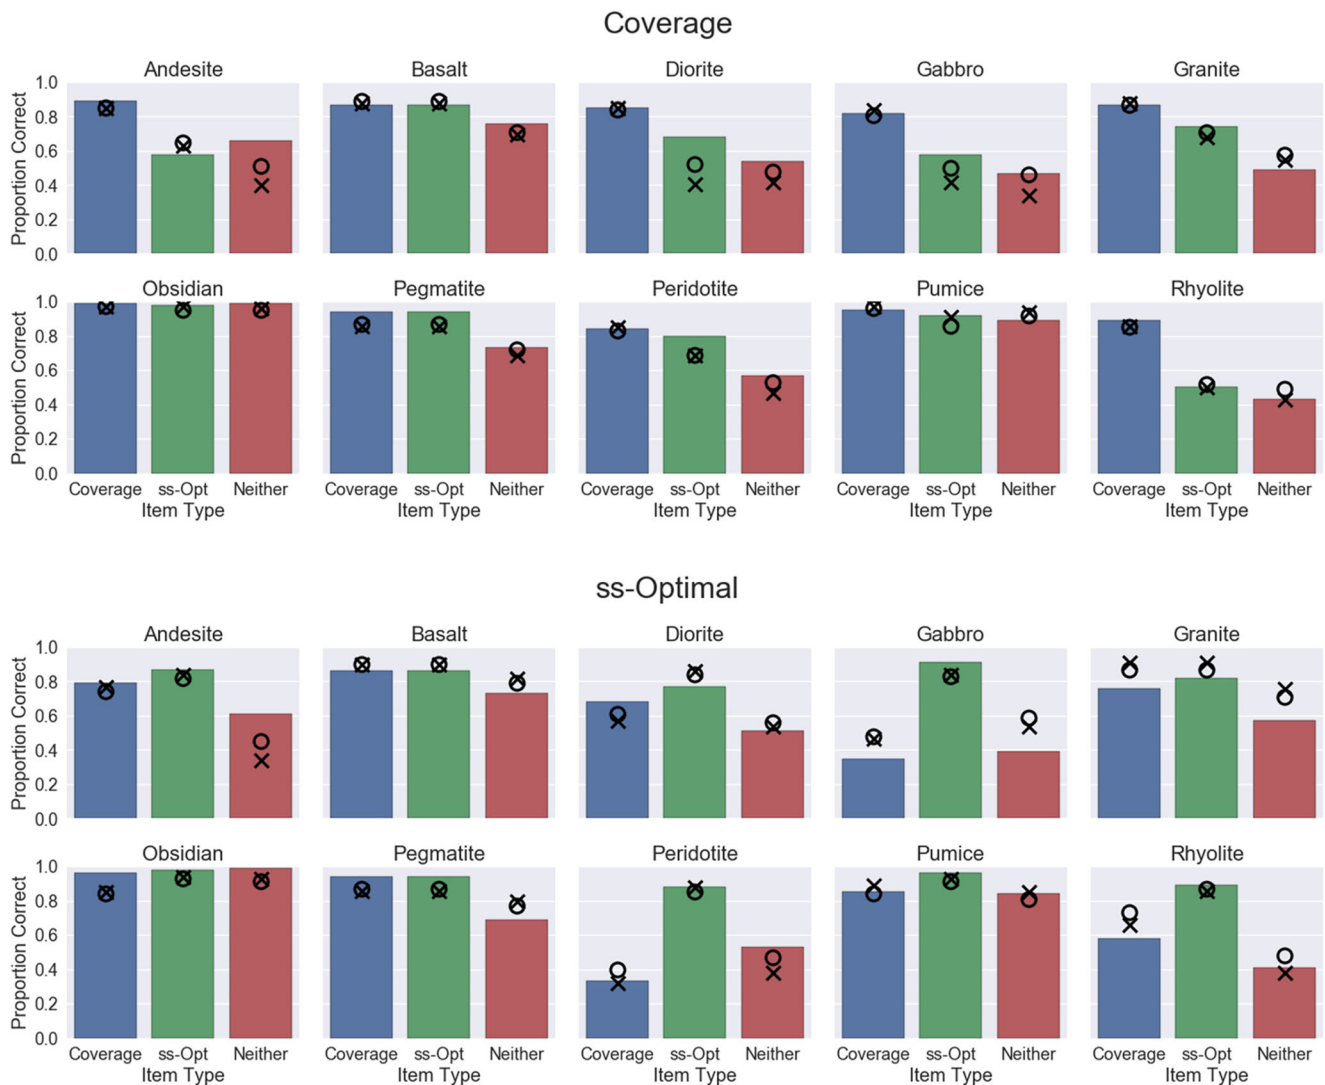 Coverage
Andesite Basalt Diorite Gabbro Granite
Proportion Correct
1.0
0.8
0.6
0.4
0.2
0.0
Obsidian Pegmatite Peridotite Pumice Rhyolite
Proportion Correct
1.0
0.8
0.6
0.4
0.2
0.0
Coverage ss-Opt Neither Coverage ss-Opt Neither Coverage ss-Opt Neither Coverage ss-Opt Neither Coverage ss-Opt Neither
Item Type Item Type Item Type Item Type Item Type
ss-Optimal
Andesite Basalt Diorite Gabbro Granite
Proportion Correct
1.0
0.8
0.6
0.4
0.2
0.0
Obsidian Pegmatite Peridotite Pumice Rhyolite
Proportion Correct
1.0
0.8
0.6
0.4
0.2
0.0
Coverage ss-Opt Neither Coverage ss-Opt Neither Coverage ss-Opt Neither Coverage ss-Opt Neither Coverage ss-Opt Neither
Item Type Item Type Item Type Item Type Item Type